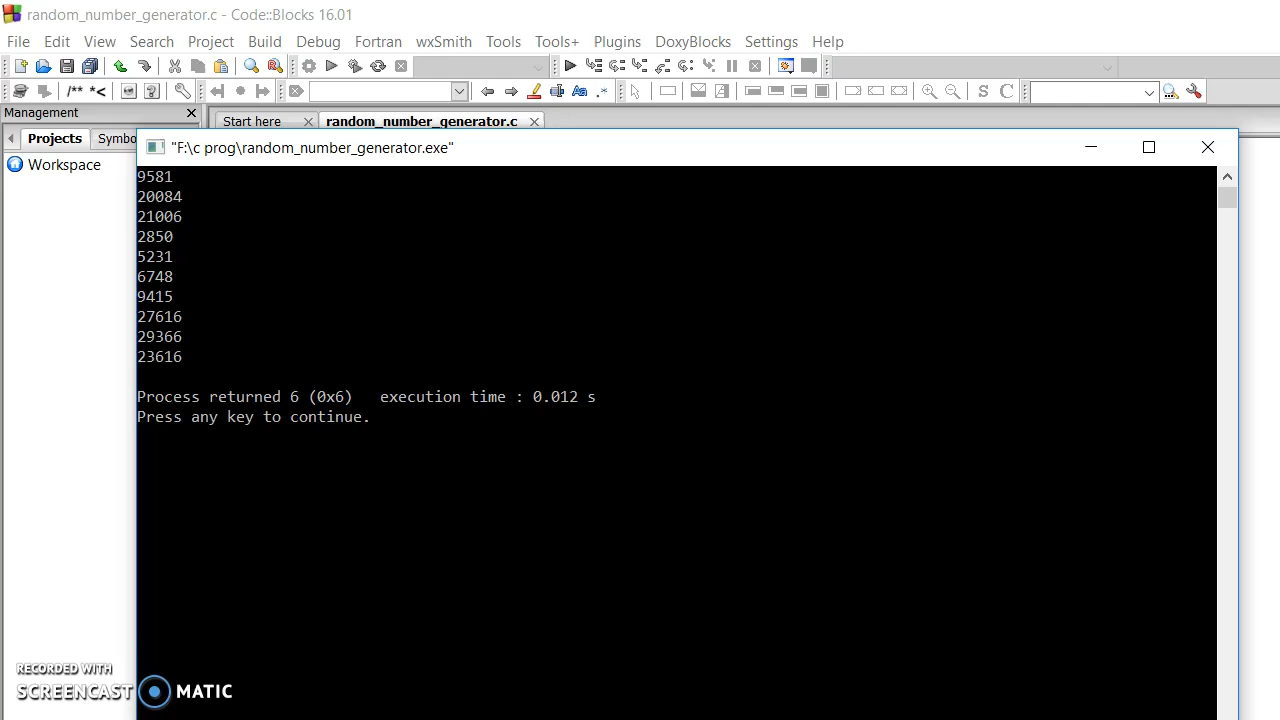 random_number_generator.c - Code::Blocks 16.01
File Edit View Search Project Build Debug Fortran wxSmith Tools Tools+ Plugins DoxyBlocks Settings Help
/** *< S C
Management
Start here random_number_generator.c
Projects Symbo
"F:\c prog\random_number_generator.exe"
Workspace
9581
20084
21006
2850
5231
6748
9415
27616
29366
23616
Process returned 6 (0x6) execution time : 0.012 s
Press any key to continue.
RECORDED WITH
SCREENCAST MATIC